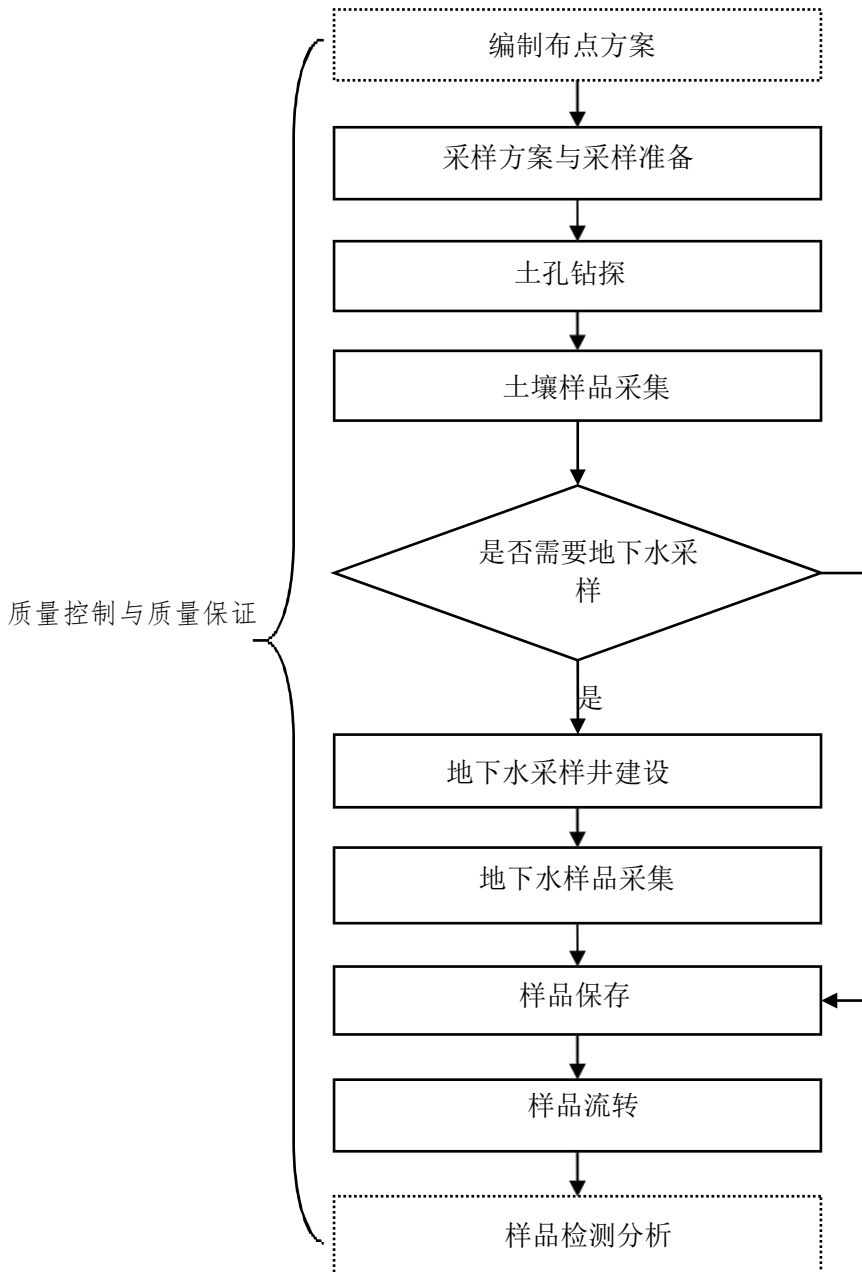 编制布点方案
采样方案与采样准备
土孔钻探
土壤样品采集
是否需要地下水采
样
质量控制与质量保证
是
地下水采样井建设
地下水样品采集
样品保存
样品流转
样品检测分析